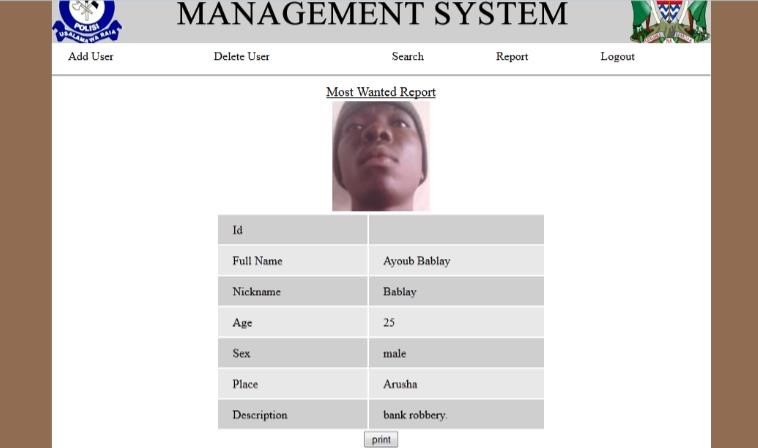 MANAGEMENT SYSTEM
POLISI
USALAMA WA RAIA
Add User Delete User Search Report Logout
Most Wanted Report
Id
Full Name Ayoub Bablay
Nickname Bablay
Age 25
Sex male
Place Arusha
Description bank robbery.
print